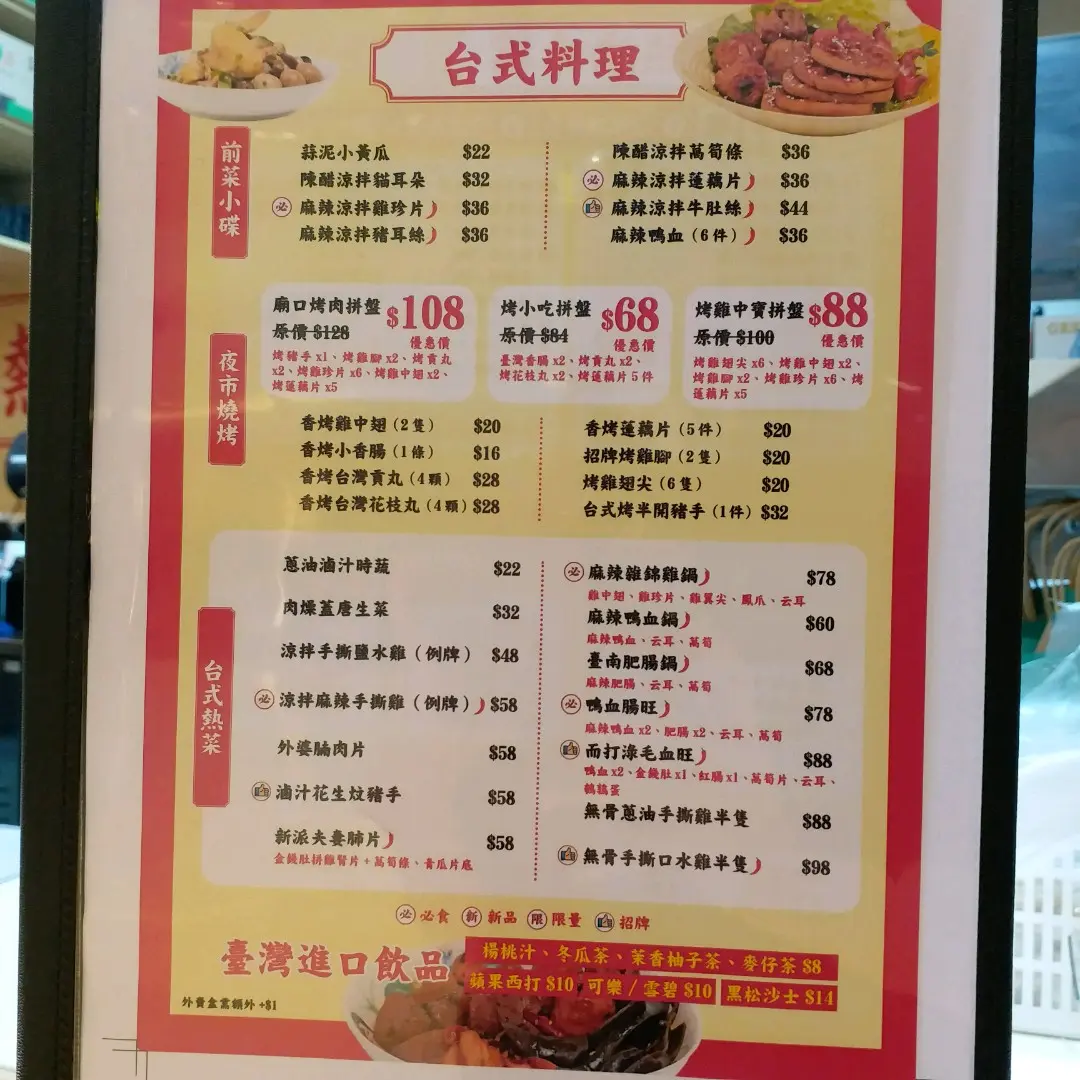 台式料理
前菜小碟
蒜泥小黃瓜 $22
陳醋涼拌貓耳朵 $32
必 麻辣涼拌雞珍片 $36
麻辣涼拌豬耳絲 $36
陳醋涼拌萵筍條 $36
必 麻辣涼拌蓮藕片 $36
麻辣涼拌牛肚絲 $44
麻辣鴨血（6件） $36
夜市燒烤
廟口烤肉拼盤 $108
原價 $128 優惠價
烤豬手 x1、烤雞腳 x2、烤貢丸
x2、烤雞珍片 x6、烤雞中翅 x2、
烤蓮藕片 x5
烤小吃拼盤 $68
原價 $84 優惠價
臺灣香腸 x2、烤貢丸 x2、
烤花枝丸 x2、烤蓮藕片 5 件
烤雞中寶拼盤 $88
原價 $100 優惠價
烤雞翅尖 x6、烤雞中翅 x2、
烤雞腳 x2、烤雞珍片 x6、烤
蓮藕片 x5
香烤雞中翅（2隻） $20
香烤小香腸（1條） $16
香烤台灣貢丸（4顆） $28
香烤台灣花枝丸（4顆） $28
香烤蓮藕片（5件） $20
招牌烤雞腳（2隻） $20
烤雞翅尖（6隻） $20
台式烤半開豬手（1件） $32
台式熱菜
蔥油滷汁時蔬 $22
肉燥蓋唐生菜 $32
涼拌手撕鹽水雞（例牌） $48
必 涼拌麻辣手撕雞（例牌） $58
外婆腩肉片 $58
滷汁花生炆豬手 $58
新派夫妻肺片 $58
金錢肚拼雞腎片+萵筍條、青瓜片底
必 麻辣雜錦雞鍋 $78
雞中翅、雞珍片、雞翼尖、鳳爪、云耳
麻辣鴨血鍋 $60
麻辣鴨血、云耳、萵筍
臺南肥腸鍋 $68
麻辣肥腸、云耳、萵筍
必 鴨血腸旺 $78
麻辣鴨血 x2、肥腸 x2、云耳、萵筍
而打淥毛血旺 $88
鴨血 x2、金錢肚 x1、紅腸 x1、萵筍片、云耳、
鵪鶉蛋
無骨蔥油手撕雞半隻 $88
無骨手撕口水雞半隻 $98
必 必食 新 新品 限 限量 招牌
臺灣進口飲品
楊桃汁、冬瓜茶、茉香柚子茶、麥仔茶 $8
蘋果西打 $10 可樂 / 雪碧 $10 黑松沙士 $14
外賣盒需額外 +$1